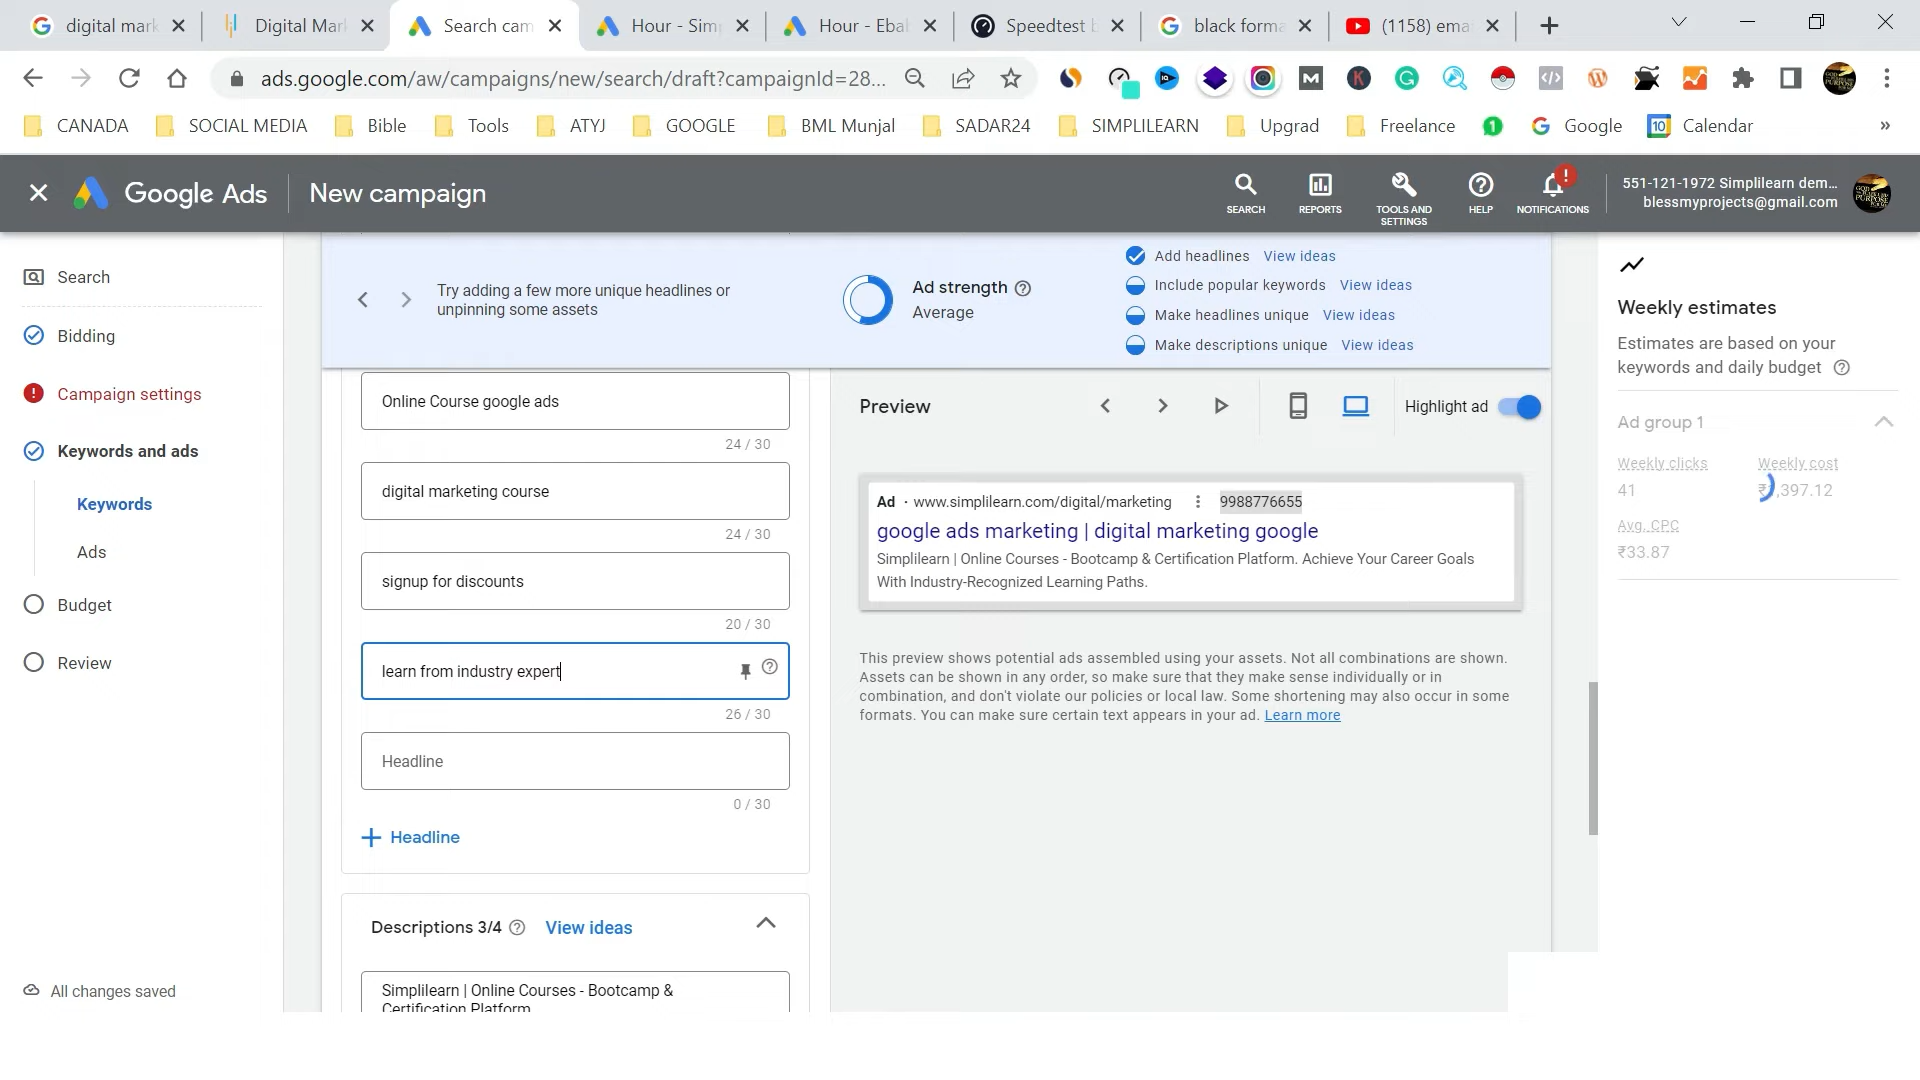 digital mark
Digital Mark
Search cam
Hour - Sim
Hour - Ebal
Speedtest b
black forma
(1158) ema
ads.google.com/aw/campaigns/new/search/draft?campaignId=28...
CANADA
SOCIAL MEDIA
Bible
Tools
ATYJ
GOOGLE
BML Munjal
SADAR24
SIMPLILEARN
Upgrad
Freelance
Google
Calendar
»
Google Ads
New campaign
SEARCH
REPORTS
TOOLS AND
SETTINGS
HELP
NOTIFICATIONS
551-121-1972 Simplilearn dem...
blessmyprojects@gmail.com
Search
Bidding
Campaign settings
Keywords and ads
Keywords
Ads
Budget
Review
All changes saved
Try adding a few more unique headlines or
unpinning some assets
Ad strength
Average
Add headlines View ideas
Include popular keywords View ideas
Make headlines unique View ideas
Make descriptions unique View ideas
Online Course google ads
24 / 30
digital marketing course
24 / 30
signup for discounts
20 / 30
learn from industry expert
26 / 30
Headline
0 / 30
+ Headline
Descriptions 3/4 View ideas
Simplilearn | Online Courses - Bootcamp &
Certification Platform
Preview
Highlight ad
Ad · www.simplilearn.com/digital/marketing 9988776655
google ads marketing | digital marketing google
Simplilearn | Online Courses - Bootcamp & Certification Platform. Achieve Your Career Goals
With Industry-Recognized Learning Paths.
This preview shows potential ads assembled using your assets. Not all combinations are shown.
Assets can be shown in any order, so make sure that they make sense individually or in
combination, and don't violate our policies or local law. Some shortening may also occur in some
formats. You can make sure certain text appears in your ad. Learn more
Weekly estimates
Estimates are based on your
keywords and daily budget
Ad group 1
Weekly clicks
41
Weekly cost
,397.12
Avg. CPC
₹33.87